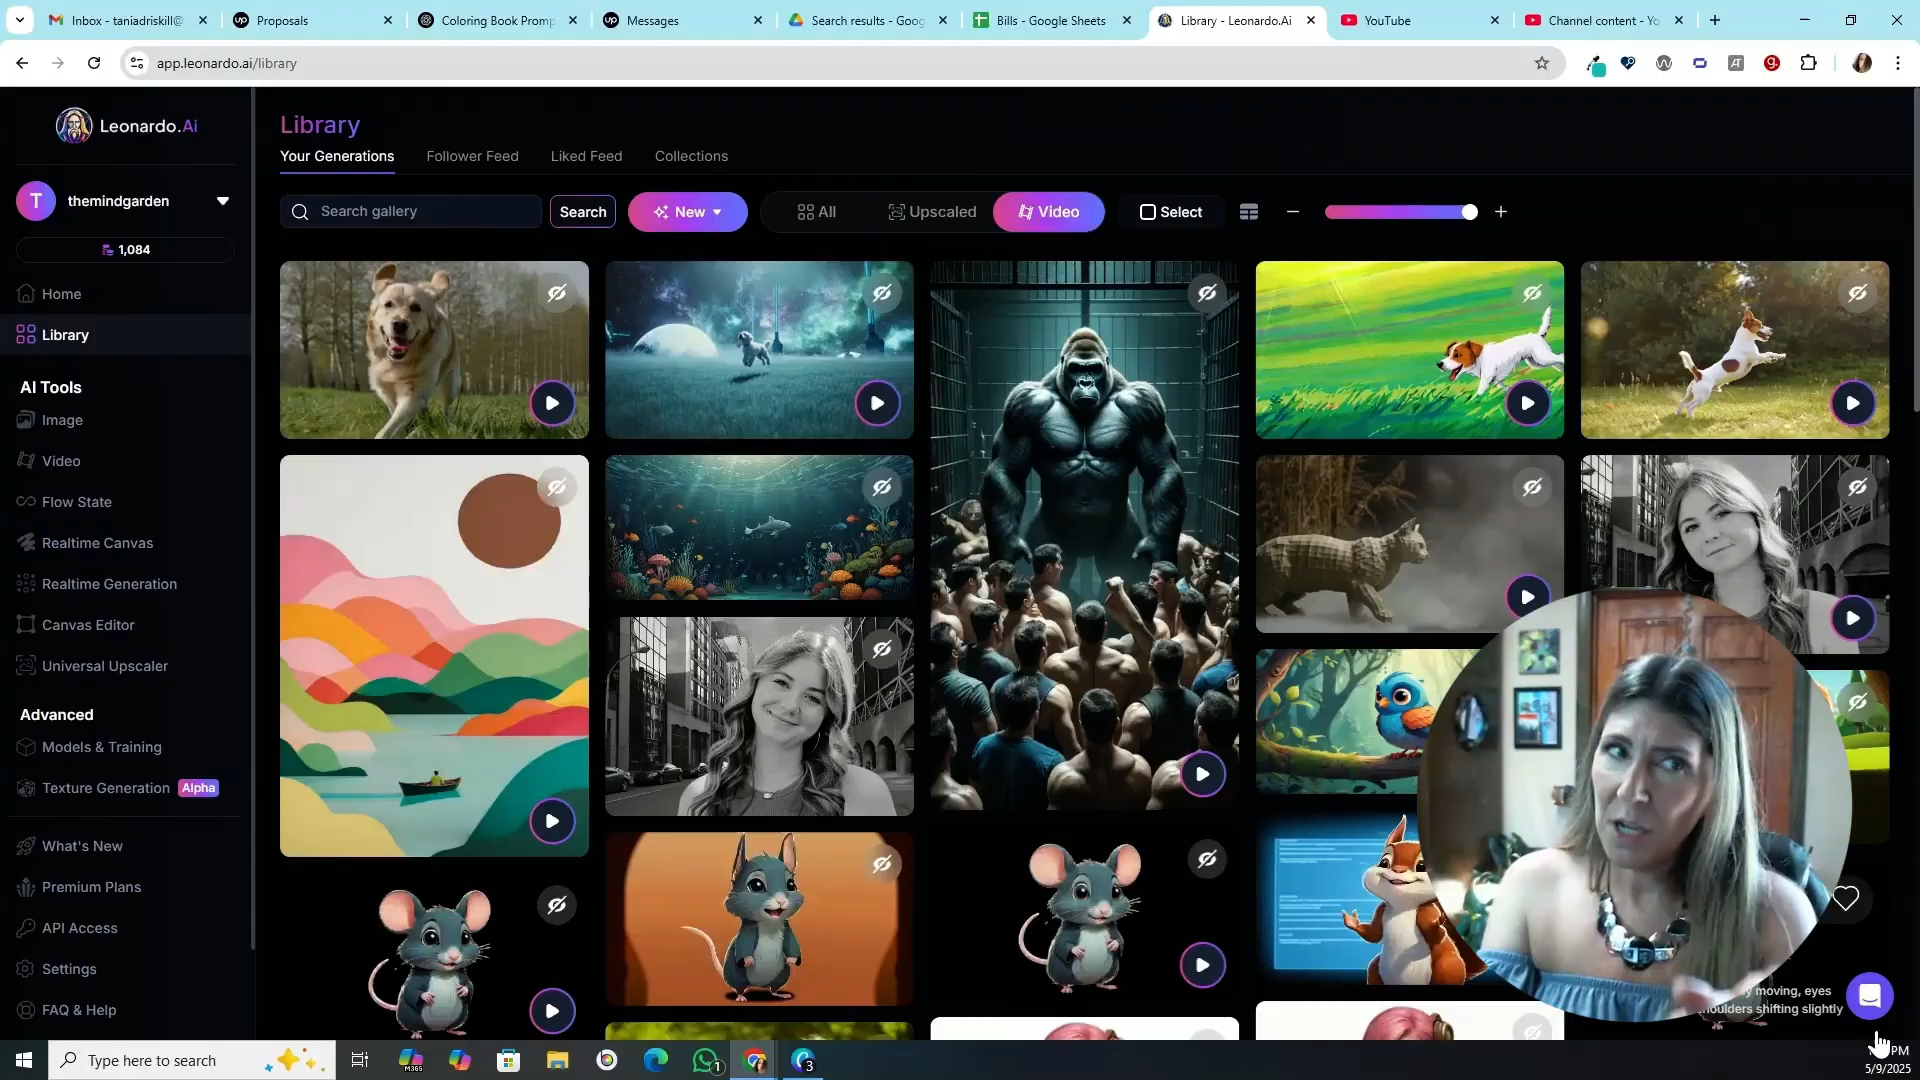 Inbox - taniadriskill@
Proposals
Coloring Book Promp
Messages
Search results - Goog
Bills - Google Sheets
Library - Leonardo.Ai
YouTube
Channel content - Yo
app.leonardo.ai/library
Leonardo.Ai
T
themindgarden
1,084
Home
Library
AI Tools
Image
Video
Flow State
Realtime Canvas
Realtime Generation
Canvas Editor
Universal Upscaler
Advanced
Models & Training
Texture Generation Alpha
What's New
Premium Plans
API Access
Settings
FAQ & Help
Library
Your Generations
Follower Feed
Liked Feed
Collections
Search gallery
Search
New
All
Upscaled
Video
Select
moving, eyes
shoulders shifting slightly
Type here to search
M365
1
3
PM
5/9/2025